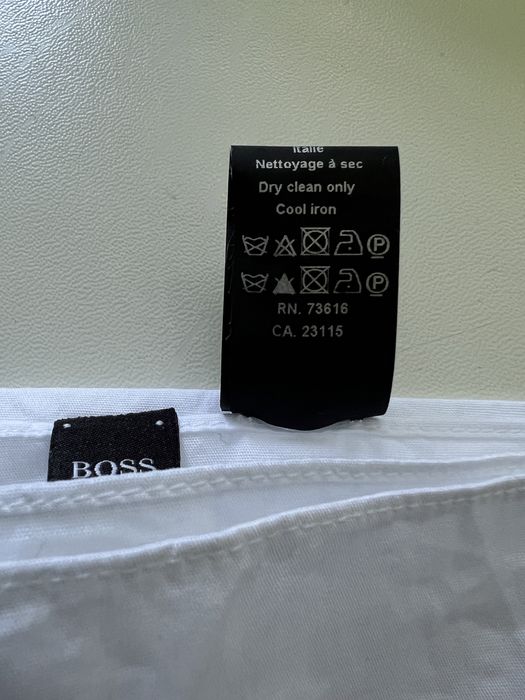 Italie
Nettoyage à sec
Dry clean only
Cool iron
P
P
RN. 73616
CA. 23115
BOSS